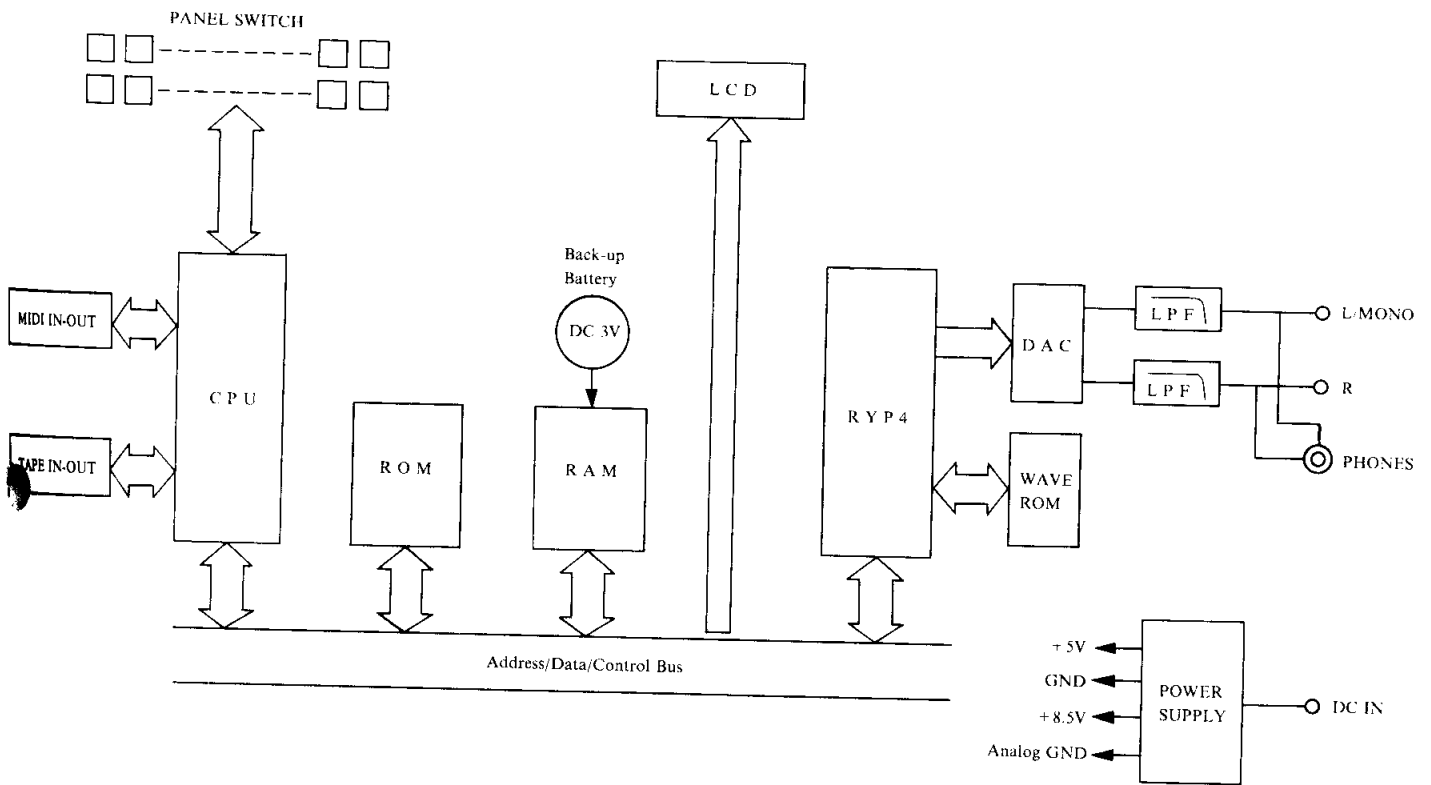 PANEL SWITCH
LCD
Back-up
Battery
DC 3V
MIDI IN-OUT
TAPE IN-OUT
CPU
ROM
RAM
RYP4
DAC
LPF
LPF
WAVE
ROM
L/MONO
R
PHONES
Address/Data/Control Bus
+5V
GND
+8.5V
Analog GND
POWER
SUPPLY
DC IN